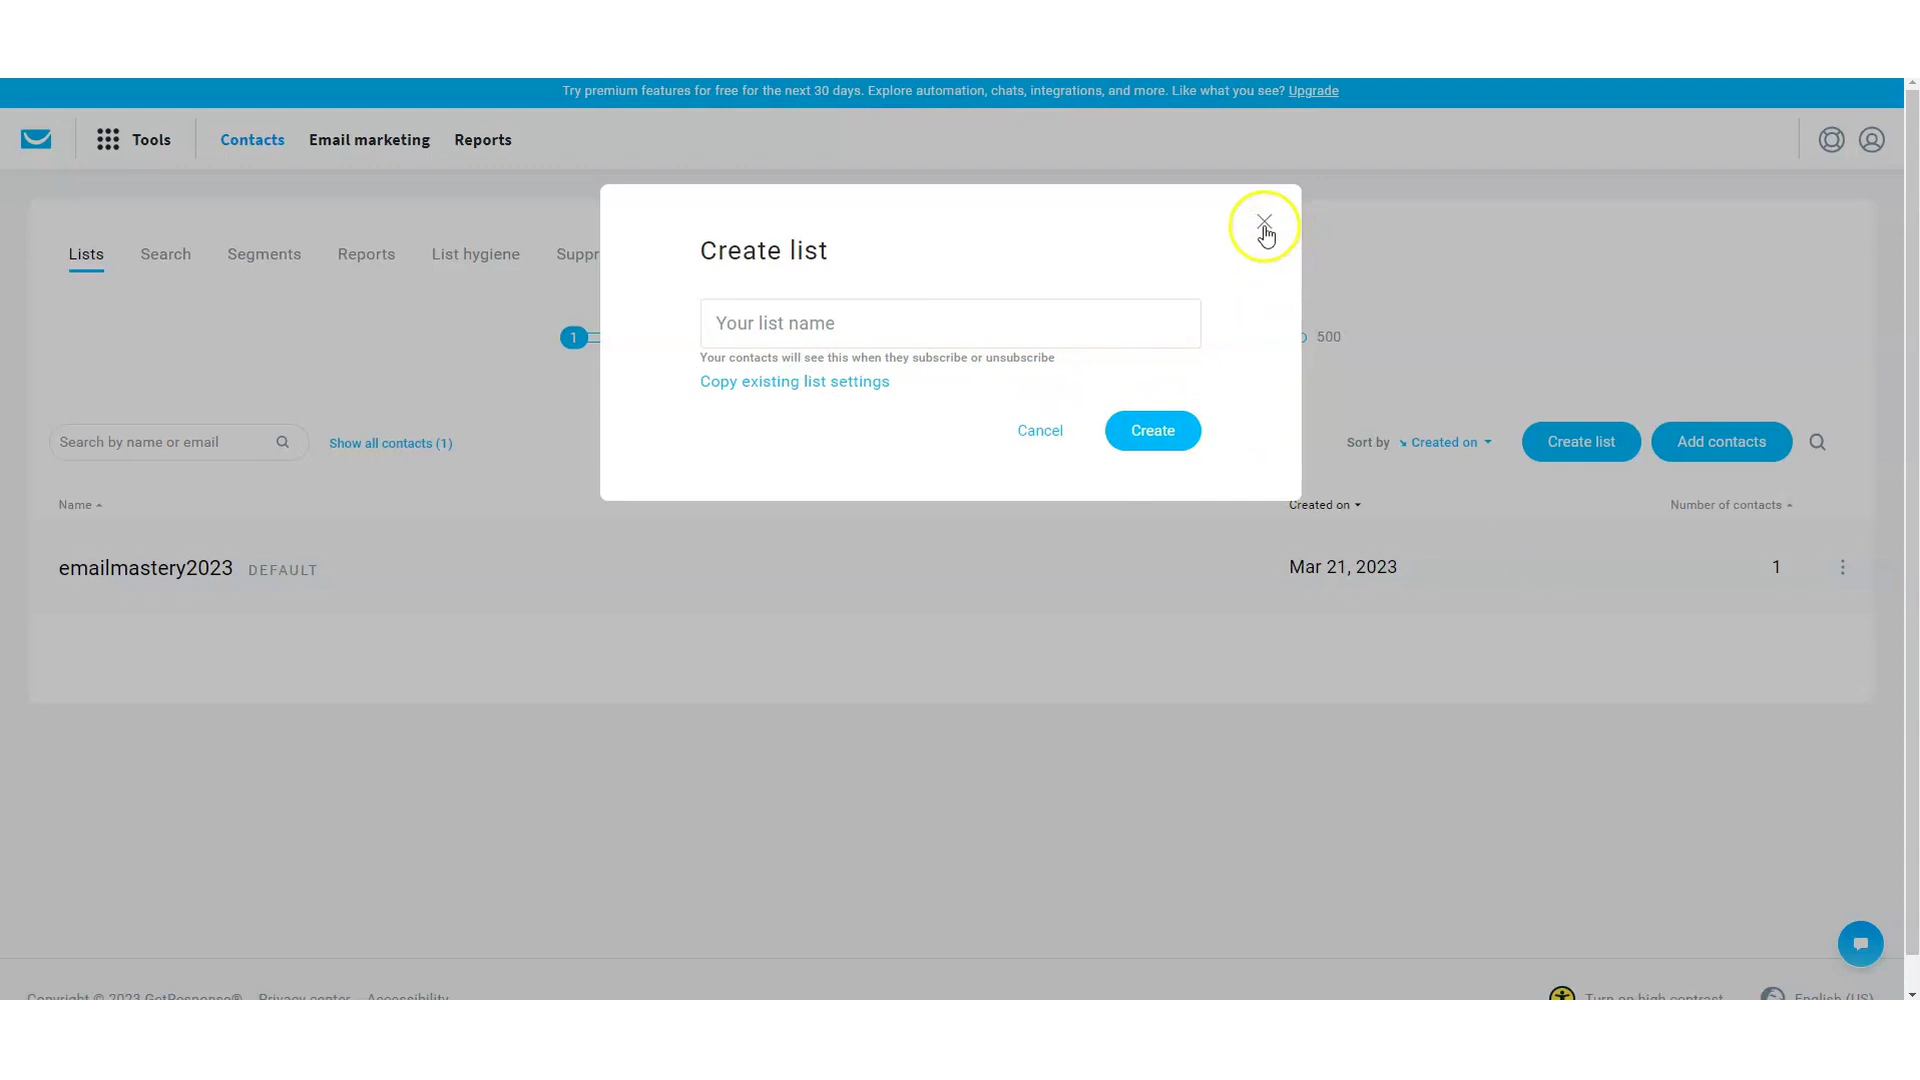 Try premium features for free for the next 30 days. Explore automation, chats, integrations, and more. Like what you see? Upgrade
Tools Contacts Email marketing Reports
Create list
Lists Search Segments Reports List hygiene Suppr
Your list name
1 500
Your contacts will see this when they subscribe or unsubscribe
Copy existing list settings
Cancel Create
Search by name or email Show all contacts (1) Sort by Created on Create list Add contacts
Name Created on Number of contacts
emailmastery2023 DEFAULT Mar 21, 2023 1
Copyright © 2023 GetResponse® Privacy center Accessibility Turn on high contrast English (US)